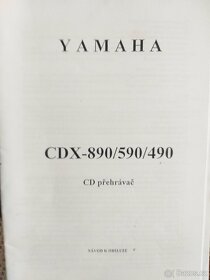 YAMAHA
CDX-890/590/490
CD přehrávač
NÁVOD K OBSLUZE